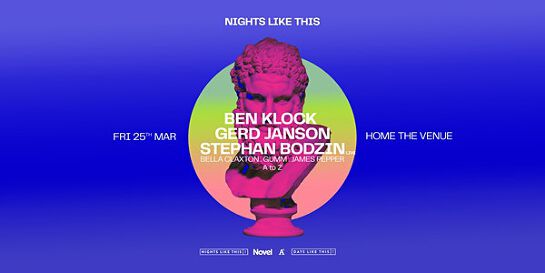 NIGHTS LIKE THIS
BEN KLOCK
GERD JANSON
STEPHAN BODZIN LIVE
BELLA CLAXTON . GUMM . JAMES PEPPER
A to Z
FRI 25TH MAR
HOME THE VENUE
NIGHTS LIKE THIS
Novel
DAYS LIKE THIS